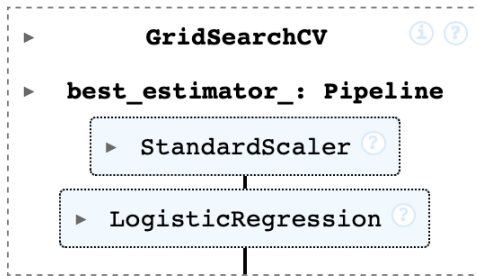 GridSearchCV i ?
best_estimator_: Pipeline
StandardScaler ?
LogisticRegression ?